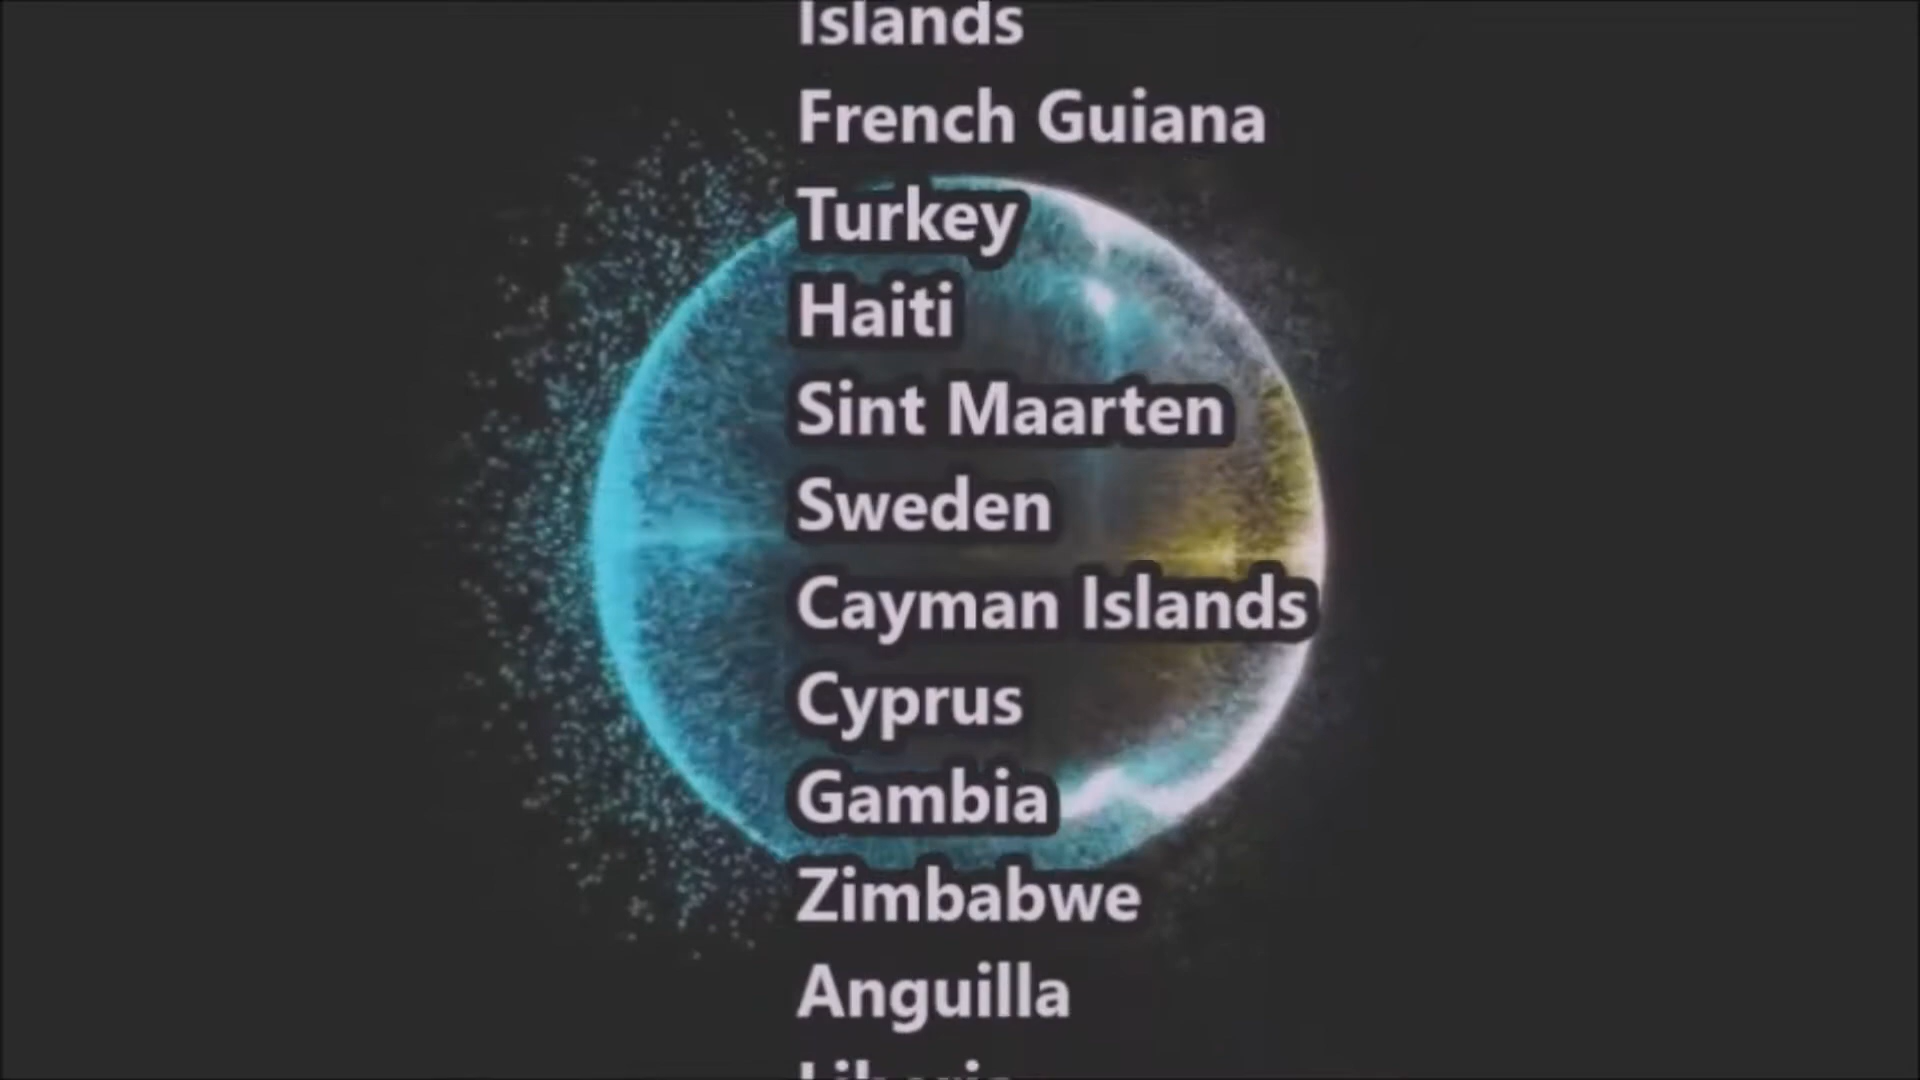 Islands
French Guiana
Turkey
Haiti
Sint Maarten
Sweden
Cayman Islands
Cyprus
Gambia
Zimbabwe
Anguilla